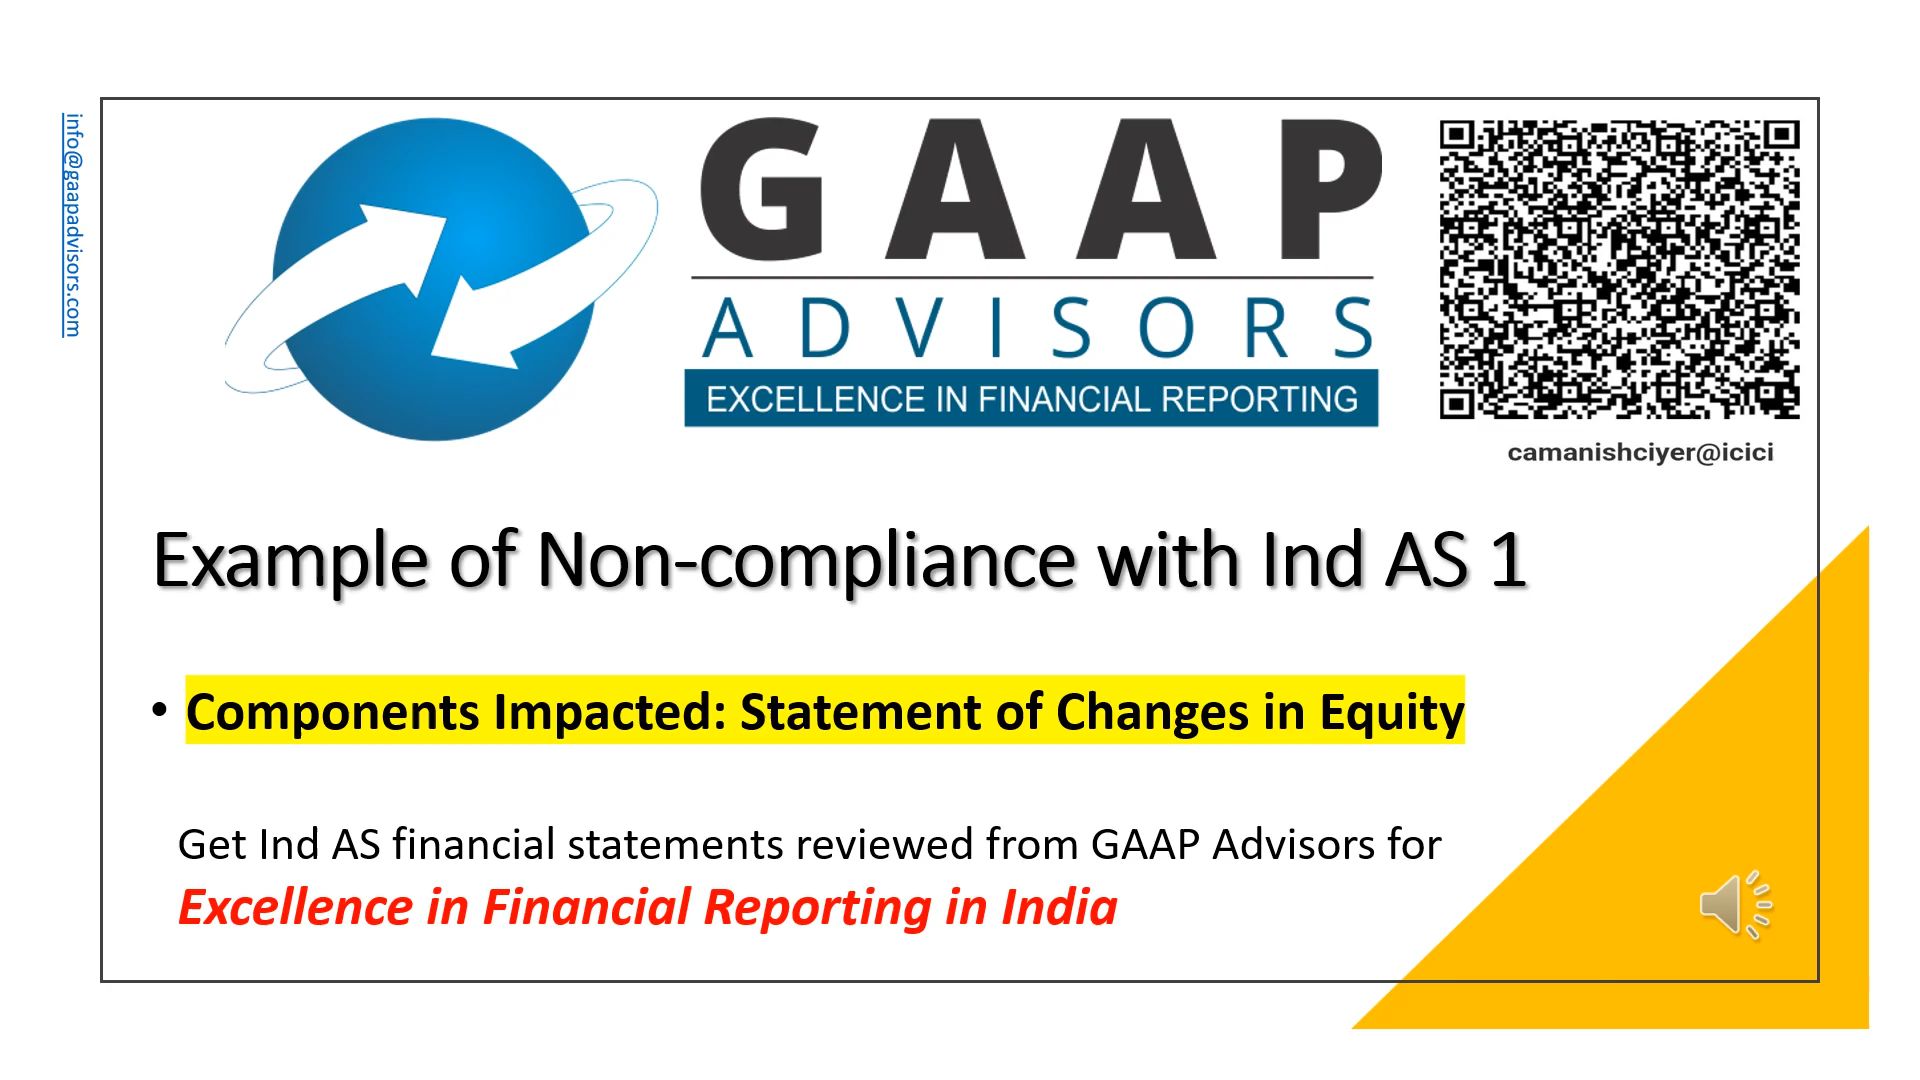 info@gaapadvisors.com
GAAP
ADVISORS
EXCELLENCE IN FINANCIAL REPORTING
camanishciyer@icici
Example of Non-compliance with Ind AS 1
• Components Impacted: Statement of Changes in Equity
Get Ind AS financial statements reviewed from GAAP Advisors for
Excellence in Financial Reporting in India